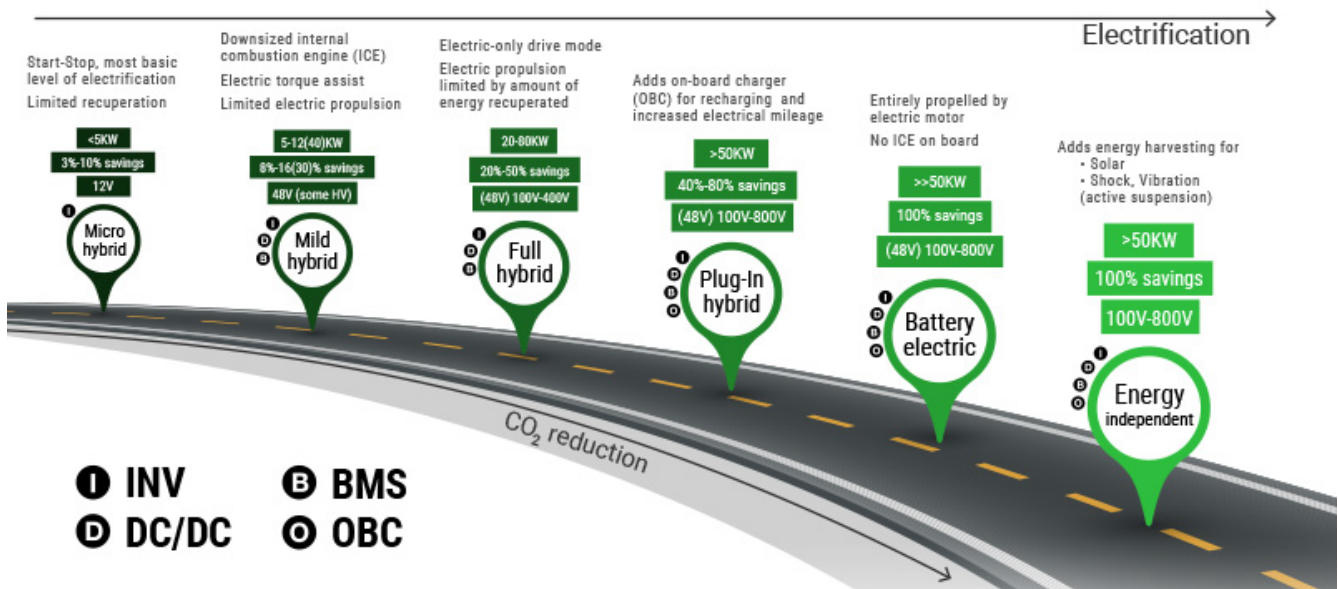 Electrification
Start-Stop, most basic
level of electrification
Limited recuperation
<5KW
3%-10% savings
12V
I
Micro
hybrid
Downsized internal
combustion engine (ICE)
Electric torque assist
Limited electric propulsion
5-12(40)KW
8%-16(30)% savings
48V (some HV)
I
D
B
Mild
hybrid
Electric-only drive mode
Electric propulsion
limited by amount of
energy recuperated
20-80KW
20%-50% savings
(48V) 100V-400V
I
D
B
Full
hybrid
Adds on-board charger
(OBC) for recharging and
increased electrical mileage
>50KW
40%-80% savings
(48V) 100V-800V
I
D
B
O
Plug-In
hybrid
Entirely propelled by
electric motor
No ICE on board
>>50KW
100% savings
(48V) 100V-800V
I
D
B
O
Battery
electric
Adds energy harvesting for
- Solar
- Shock, Vibration
(active suspension)
>50KW
100% savings
100V-800V
I
D
B
O
Energy
independent
CO2 reduction
I INV
B BMS
D DC/DC
O OBC